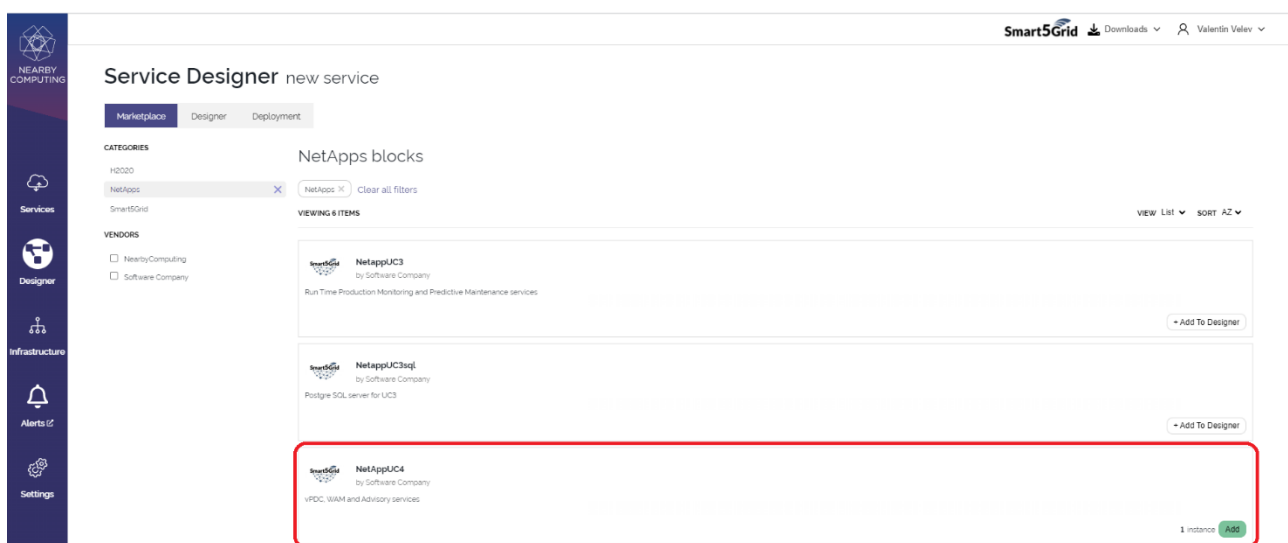 Smart5Grid Downloads Valentin Velev
NEARBY
COMPUTING
Service Designer new service
Marketplace Designer Deployment
CATEGORIES
H2020
NetApps
Smart5Grid
VENDORS
NearbyComputing
Software Company
Services
Designer
Infrastructure
Alerts
Settings
NetApps blocks
NetApps Clear all filters
VIEWING 6 ITEMS VIEW List SORT AZ
Smart5Grid
NetappUC3
by Software Company
Run Time Production Monitoring and Predictive Maintenance services
+ Add To Designer
Smart5Grid
NetappUC3sql
by Software Company
Postgre SQL server for UC3
+ Add To Designer
Smart5Grid
NetAppUC4
by Software Company
vPDC, WAM and Advisory services
1 instance Add